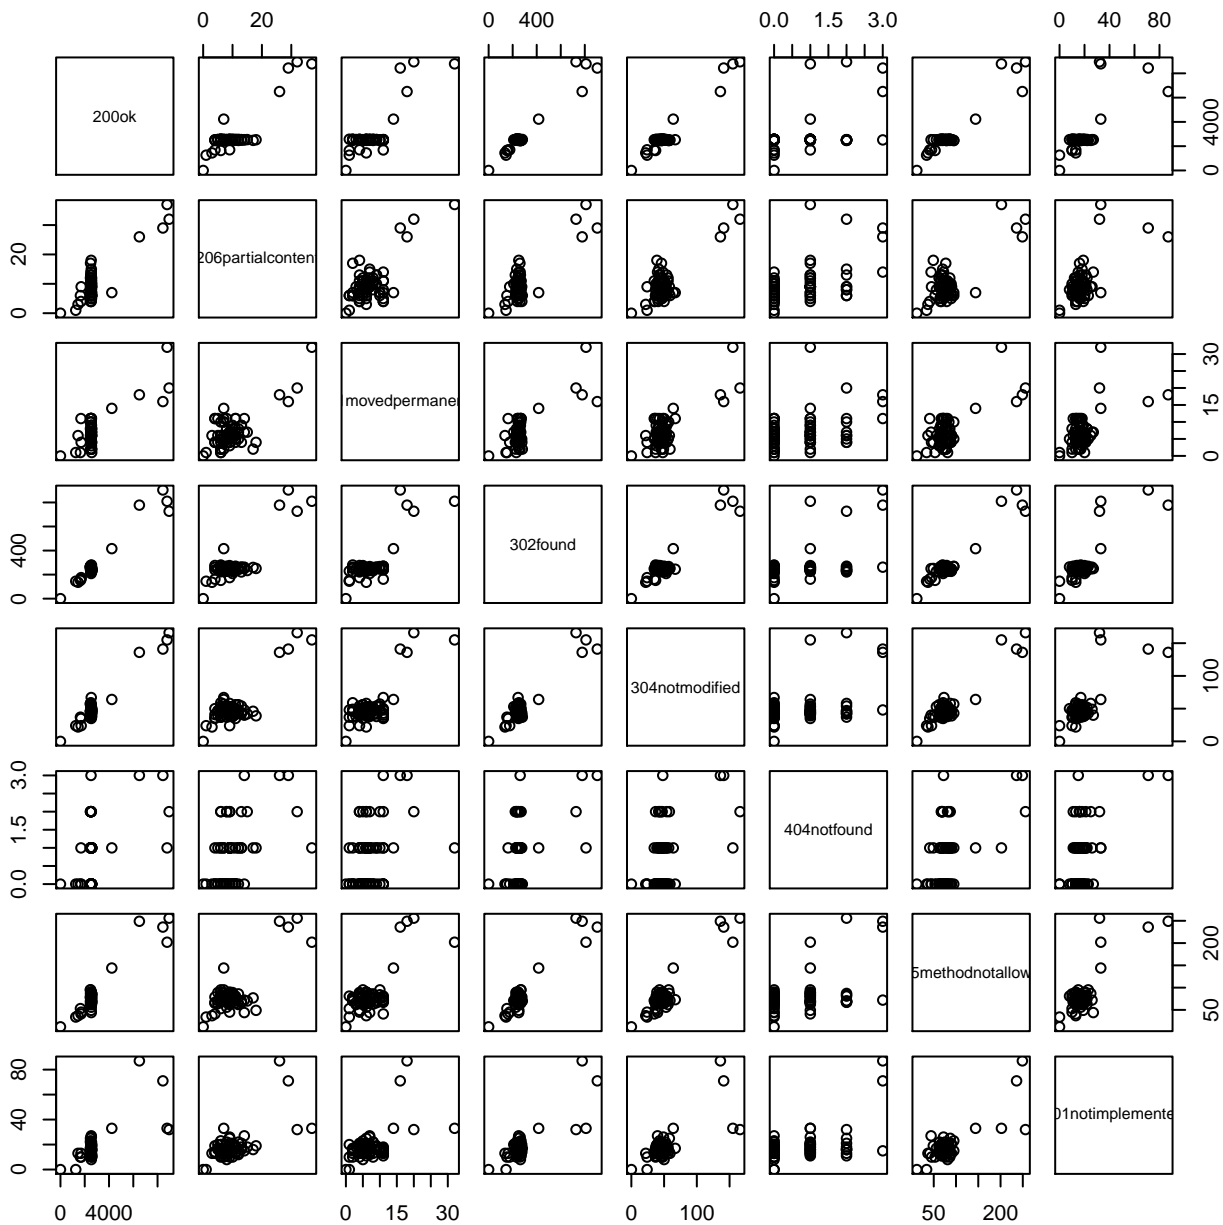 0 20 0 400 0.0 1.5 3.0 0 40 80
200ok
0 4000
206partialconten
0 20
movedpermane
0 15 30
302found
0 400
304notmodified
0 100
404notfound
0.0 1.5 3.0
5methodnotallow
50 200
01notimplemente
0 40 80
0 4000 0 15 30 0 100 50 200